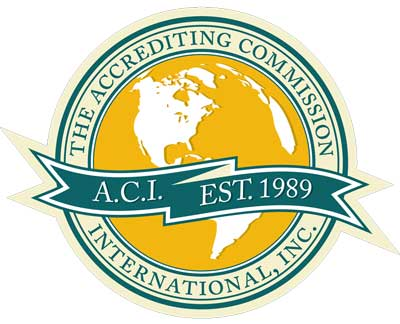 THE ACCREDITING COMMISSION
A.C.I. EST. 1989
INTERNATIONAL, INC.